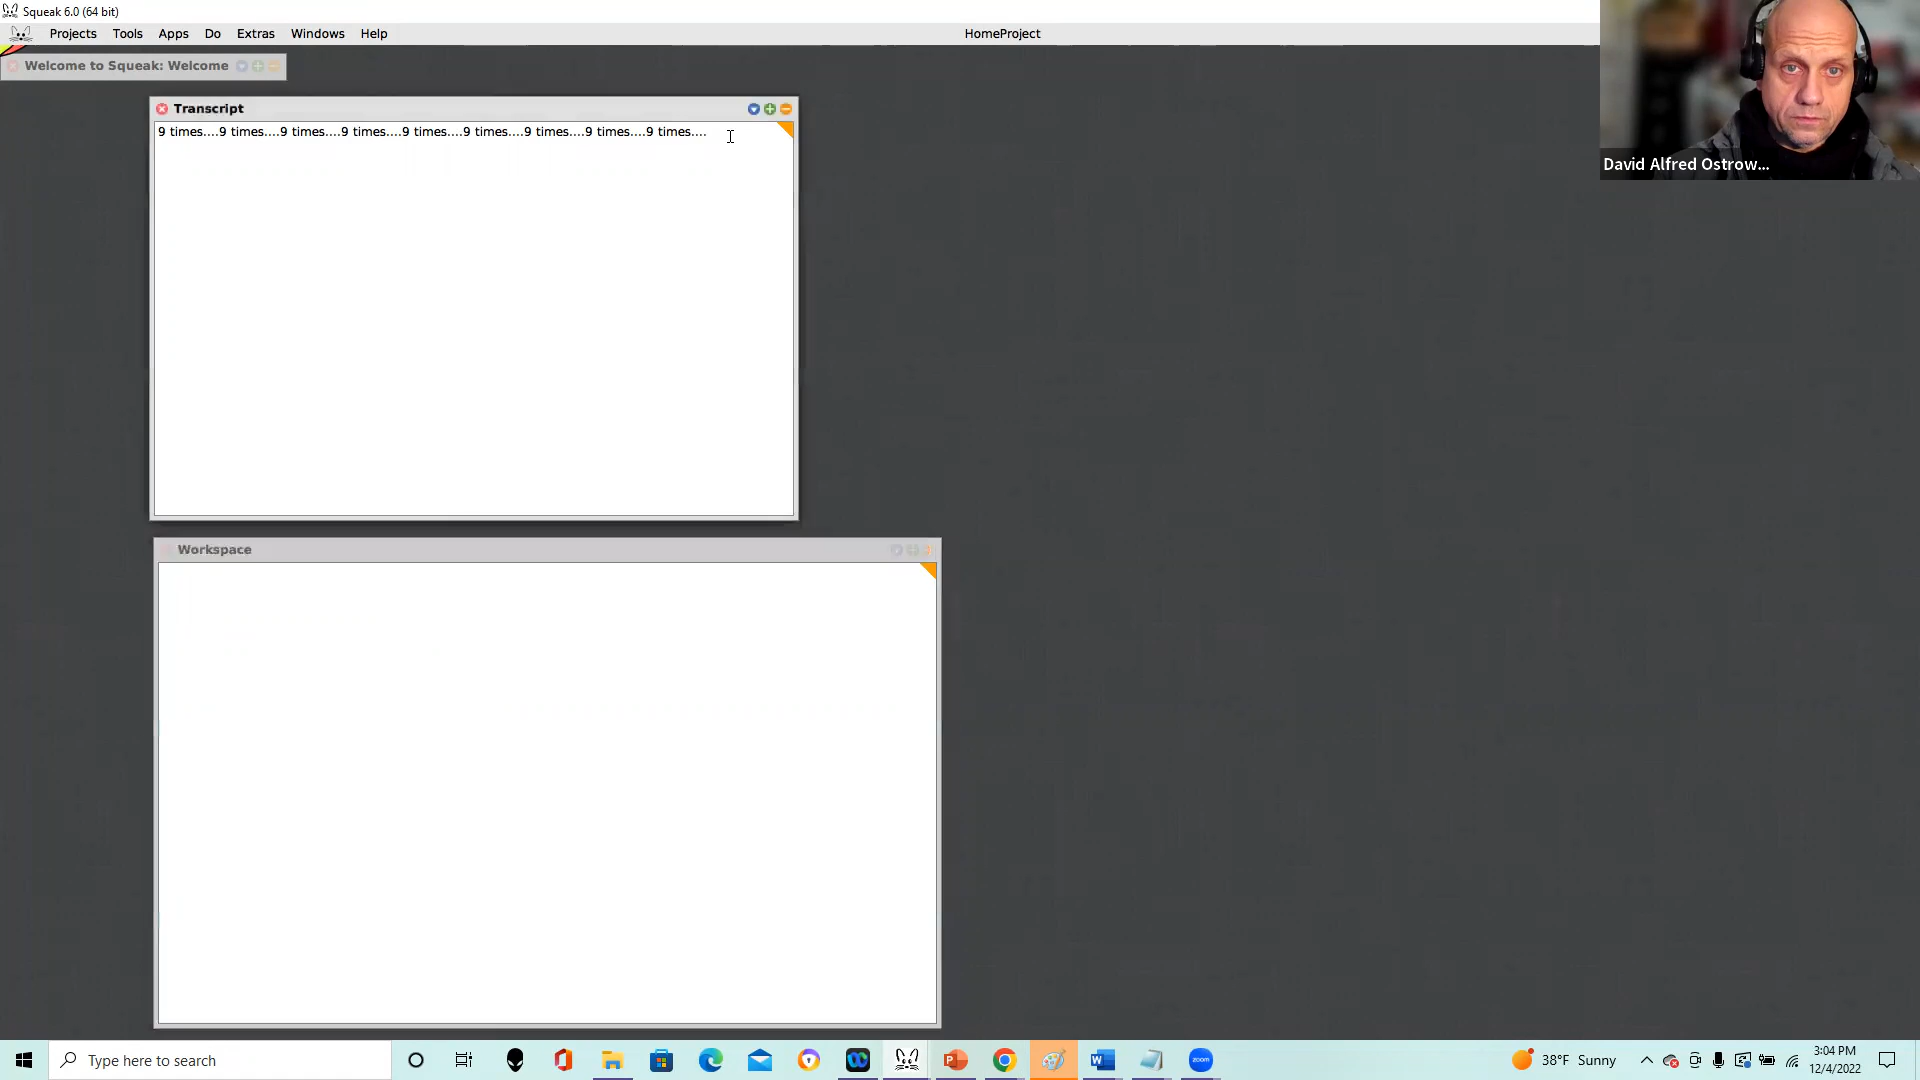 Squeak 6.0 (64 bit)
Projects Tools Apps Do Extras Windows Help HomeProject
Welcome to Squeak: Welcome
Transcript
9 times....9 times....9 times....9 times....9 times....9 times....9 times....9 times....9 times....
David Alfred Ostrow...
Workspace
Type here to search
zoom
38°F Sunny
3:04 PM
12/4/2022